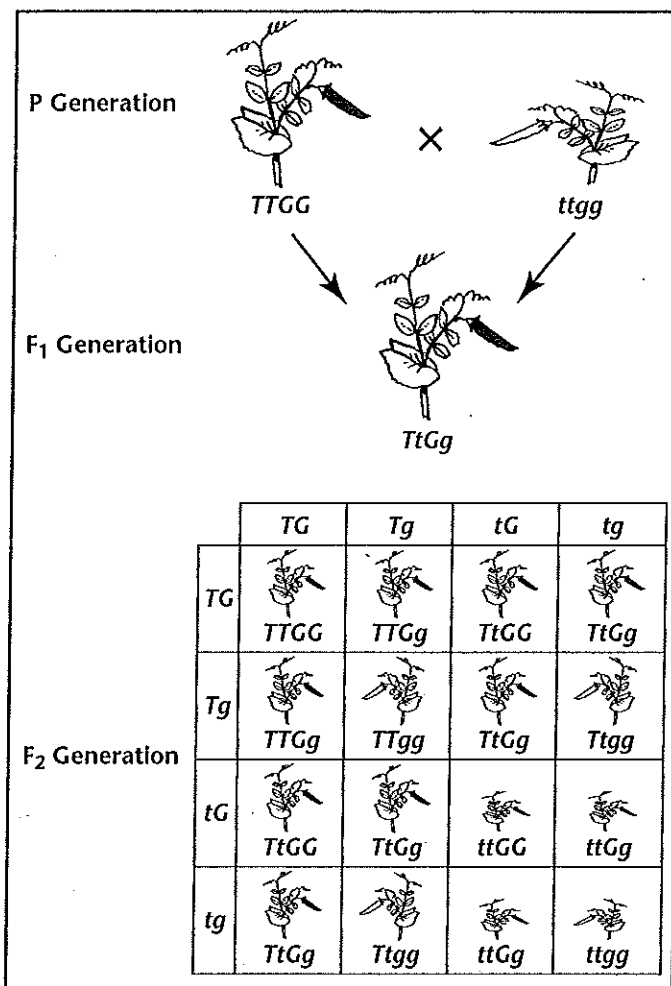 P Generation
×
TTGG
ttgg
F1 Generation
TtGg
TG Tg tG tg
TG
TTGG TTGg TtGG TtGg
Tg
TTGg TTgg TtGg Ttgg
F2 Generation
tG
TtGG TtGg ttGG ttGg
tg
TtGg Ttgg ttGg ttgg